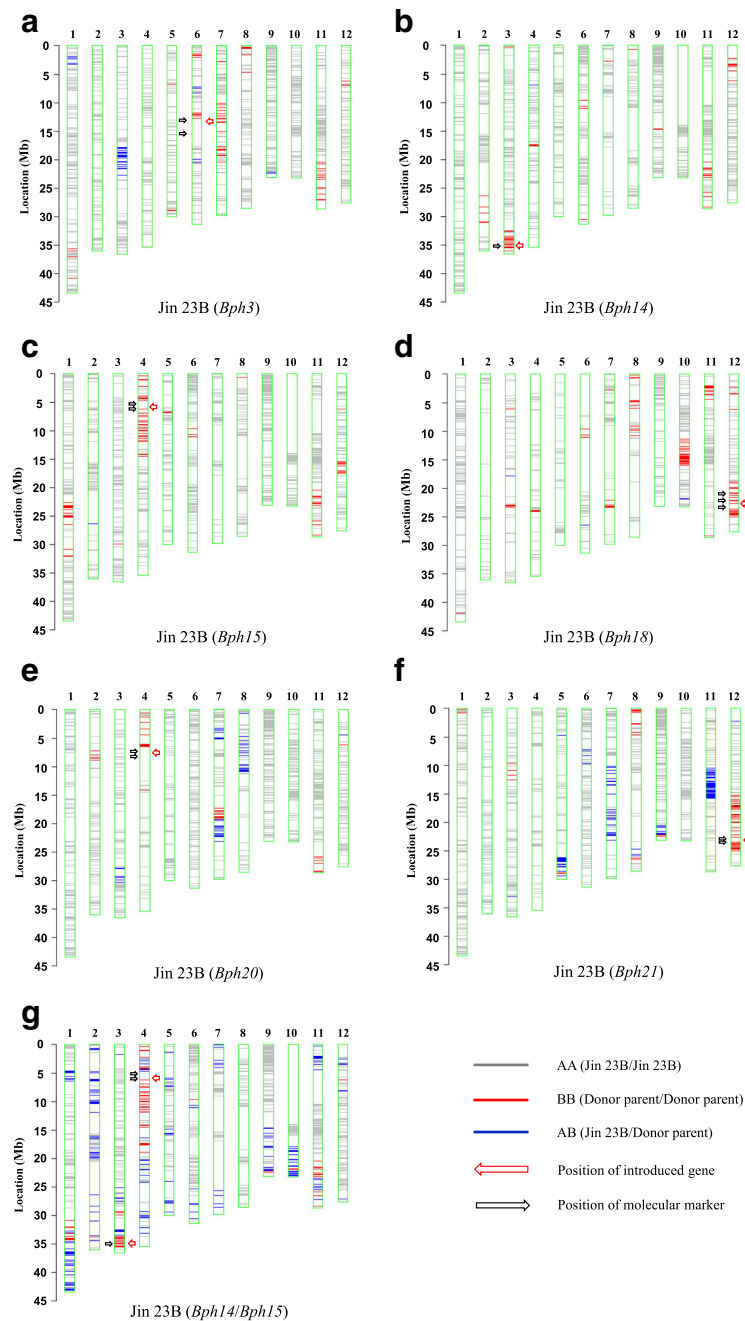 a
b
1 2 3 4 5 6 7 8 9 10 11 12
1 2 3 4 5 6 7 8 9 10 11 12
Location (Mb)
0
5
10
15
20
25
30
35
40
45
Location (Mb)
0
5
10
15
20
25
30
35
40
45
Jin 23B (Bph3)
Jin 23B (Bph14)
c
d
1 2 3 4 5 6 7 8 9 10 11 12
1 2 3 4 5 6 7 8 9 10 11 12
Location (Mb)
0
5
10
15
20
25
30
35
40
45
Location (Mb)
0
5
10
15
20
25
30
35
40
45
Jin 23B (Bph15)
Jin 23B (Bph18)
e
f
1 2 3 4 5 6 7 8 9 10 11 12
1 2 3 4 5 6 7 8 9 10 11 12
Location (Mb)
0
5
10
15
20
25
30
35
40
45
Location (Mb)
0
5
10
15
20
25
30
35
40
45
Jin 23B (Bph20)
Jin 23B (Bph21)
g
1 2 3 4 5 6 7 8 9 10 11 12
Location (Mb)
0
5
10
15
20
25
30
35
40
45
Jin 23B (Bph14/Bph15)
AA (Jin 23B/Jin 23B)
BB (Donor parent/Donor parent)
AB (Jin 23B/Donor parent)
Position of introduced gene
Position of molecular marker